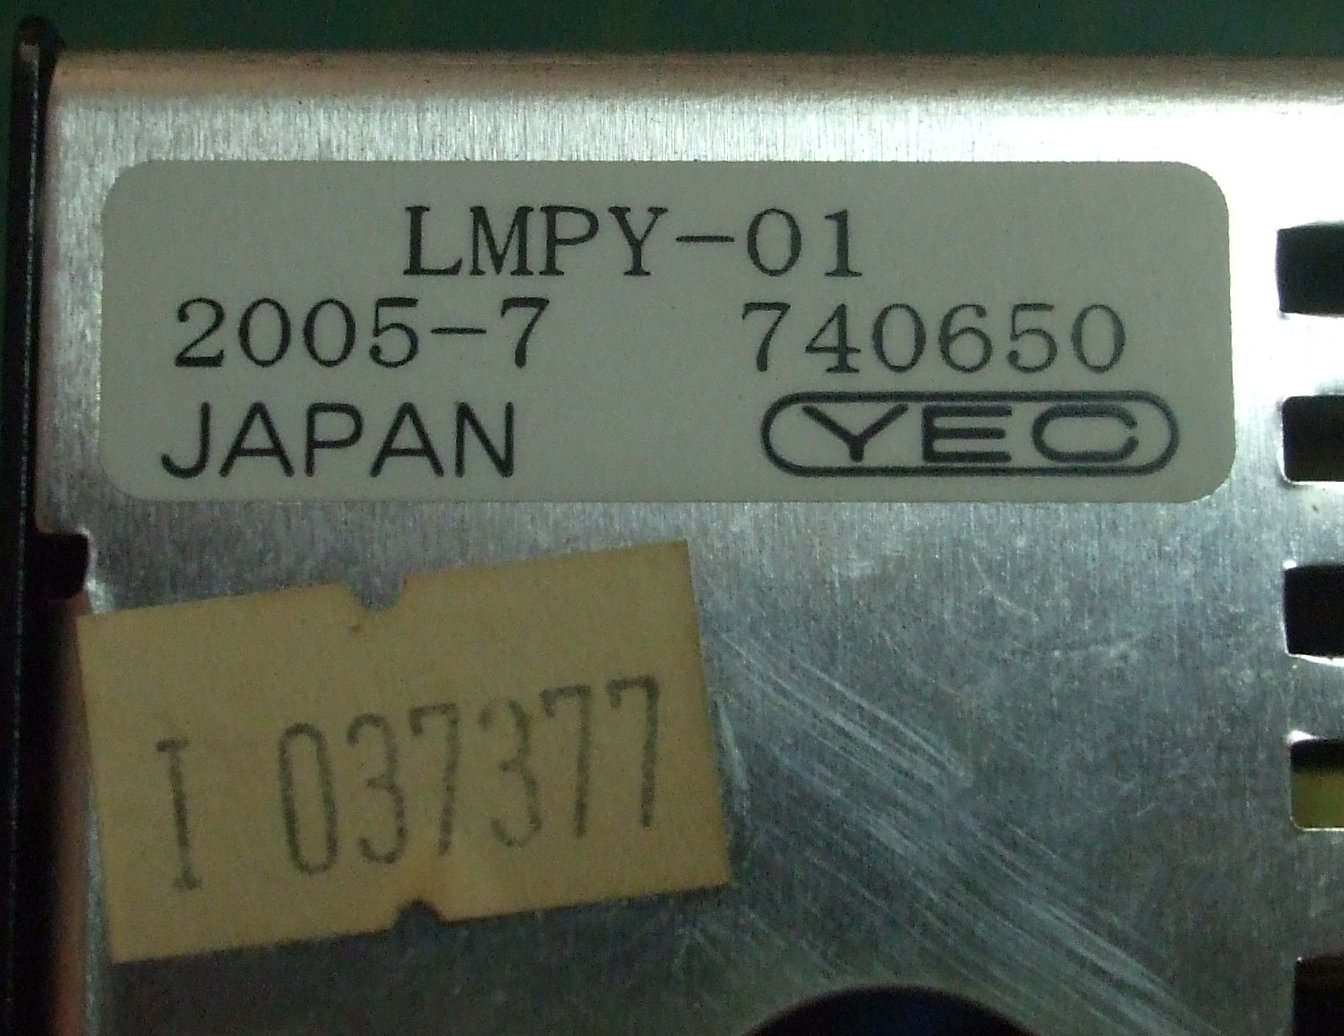 LMPY-01
2005-7 740650
JAPAN YEC
I 037377